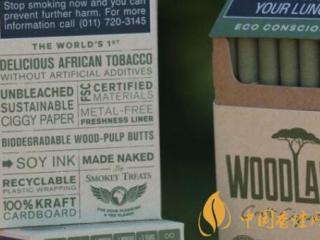 Stop smoking now and you can
prevent further harm. For more
information call (011) 720-3145
THE WORLD'S 1ST
DELICIOUS AFRICAN TOBACCO
WITHOUT ARTIFICIAL ADDITIVES
UNBLEACHED
SUSTAINABLE
CIGGY PAPER
FSC CERTIFIED
MATERIALS
METAL-FREE
FRESHNESS LINER
BIODEGRADABLE WOOD-PULP BUTTS
SOY INK
RECYCLABLE
PLASTIC WRAPPING
100% KRAFT
CARDBOARD
MADE NAKED
By
SMOKEY TREATS
YOUR LUN
ECO CONSCIO
WOODLA
中国香烟网